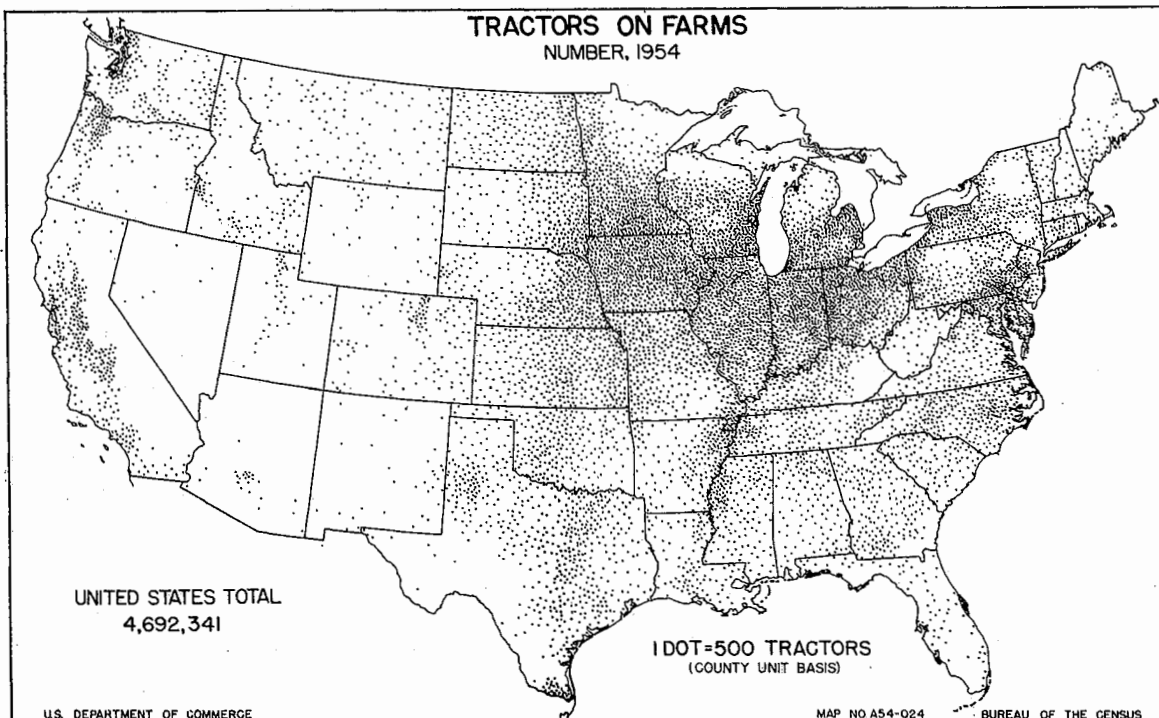 TRACTORS ON FARMS
NUMBER, 1954
UNITED STATES TOTAL
4,692,341
1 DOT=500 TRACTORS
(COUNTY UNIT BASIS)
U.S. DEPARTMENT OF COMMERCE
MAP NO. A54-024
BUREAU OF THE CENSUS